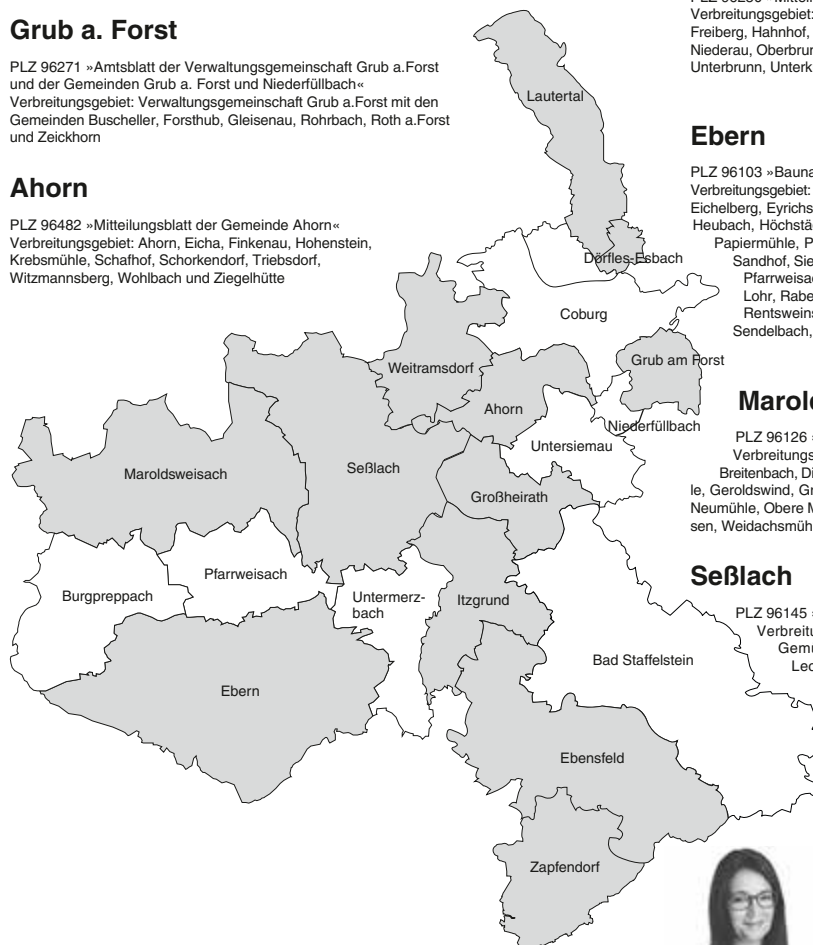 Grub a. Forst
PLZ 96271 »Amtsblatt der Verwaltungsgemeinschaft Grub a.Forst
und der Gemeinden Grub a. Forst und Niederfüllbach«
Verbreitungsgebiet: Verwaltungsgemeinschaft Grub a.Forst mit den
Gemeinden Buscheller, Forsthub, Gleisenau, Rohrbach, Roth a.Forst
und Zeickhorn
Ahorn
PLZ 96482 »Mitteilungsblatt der Gemeinde Ahorn«
Verbreitungsgebiet: Ahorn, Eicha, Finkenau, Hohenstein,
Krebsmühle, Schafhof, Schorkendorf, Triebsdorf,
Witzmannsberg, Wohlbach und Ziegelhütte
Verbreitungsgebiet:
Freiberg, Hahnhof,
Niederau, Oberbrun
Unterbrunn, Unterk
Ebern
PLZ 96103 »Bauna
Verbreitungsgebiet:
Eichelberg, Eyrichs
Heubach, Höchstä
Papiermühle, P
Sandhof, Sie
Pfarrweisac
Lohr, Rabe
Rentsweins
Sendelbach,
Marold
PLZ 96126 »
Verbreitungs
Breitenbach, Di
le, Geroldswind, Gr
Neumühle, Obere M
sen, Weidachsmüh
Seßlach
PLZ 96145 »
Verbreitu
Gemü
Lec
Lautertal
Dörfles-Esbach
Coburg
Weitramsdorf
Grub am Forst
Ahorn
Niederfüllbach
Untersiemau
Maroldsweisach
Seßlach
Großheirath
Burgpreppach
Pfarrweisach
Untermerz-
bach
Itzgrund
Bad Staffelstein
Ebern
Ebensfeld
Zapfendorf